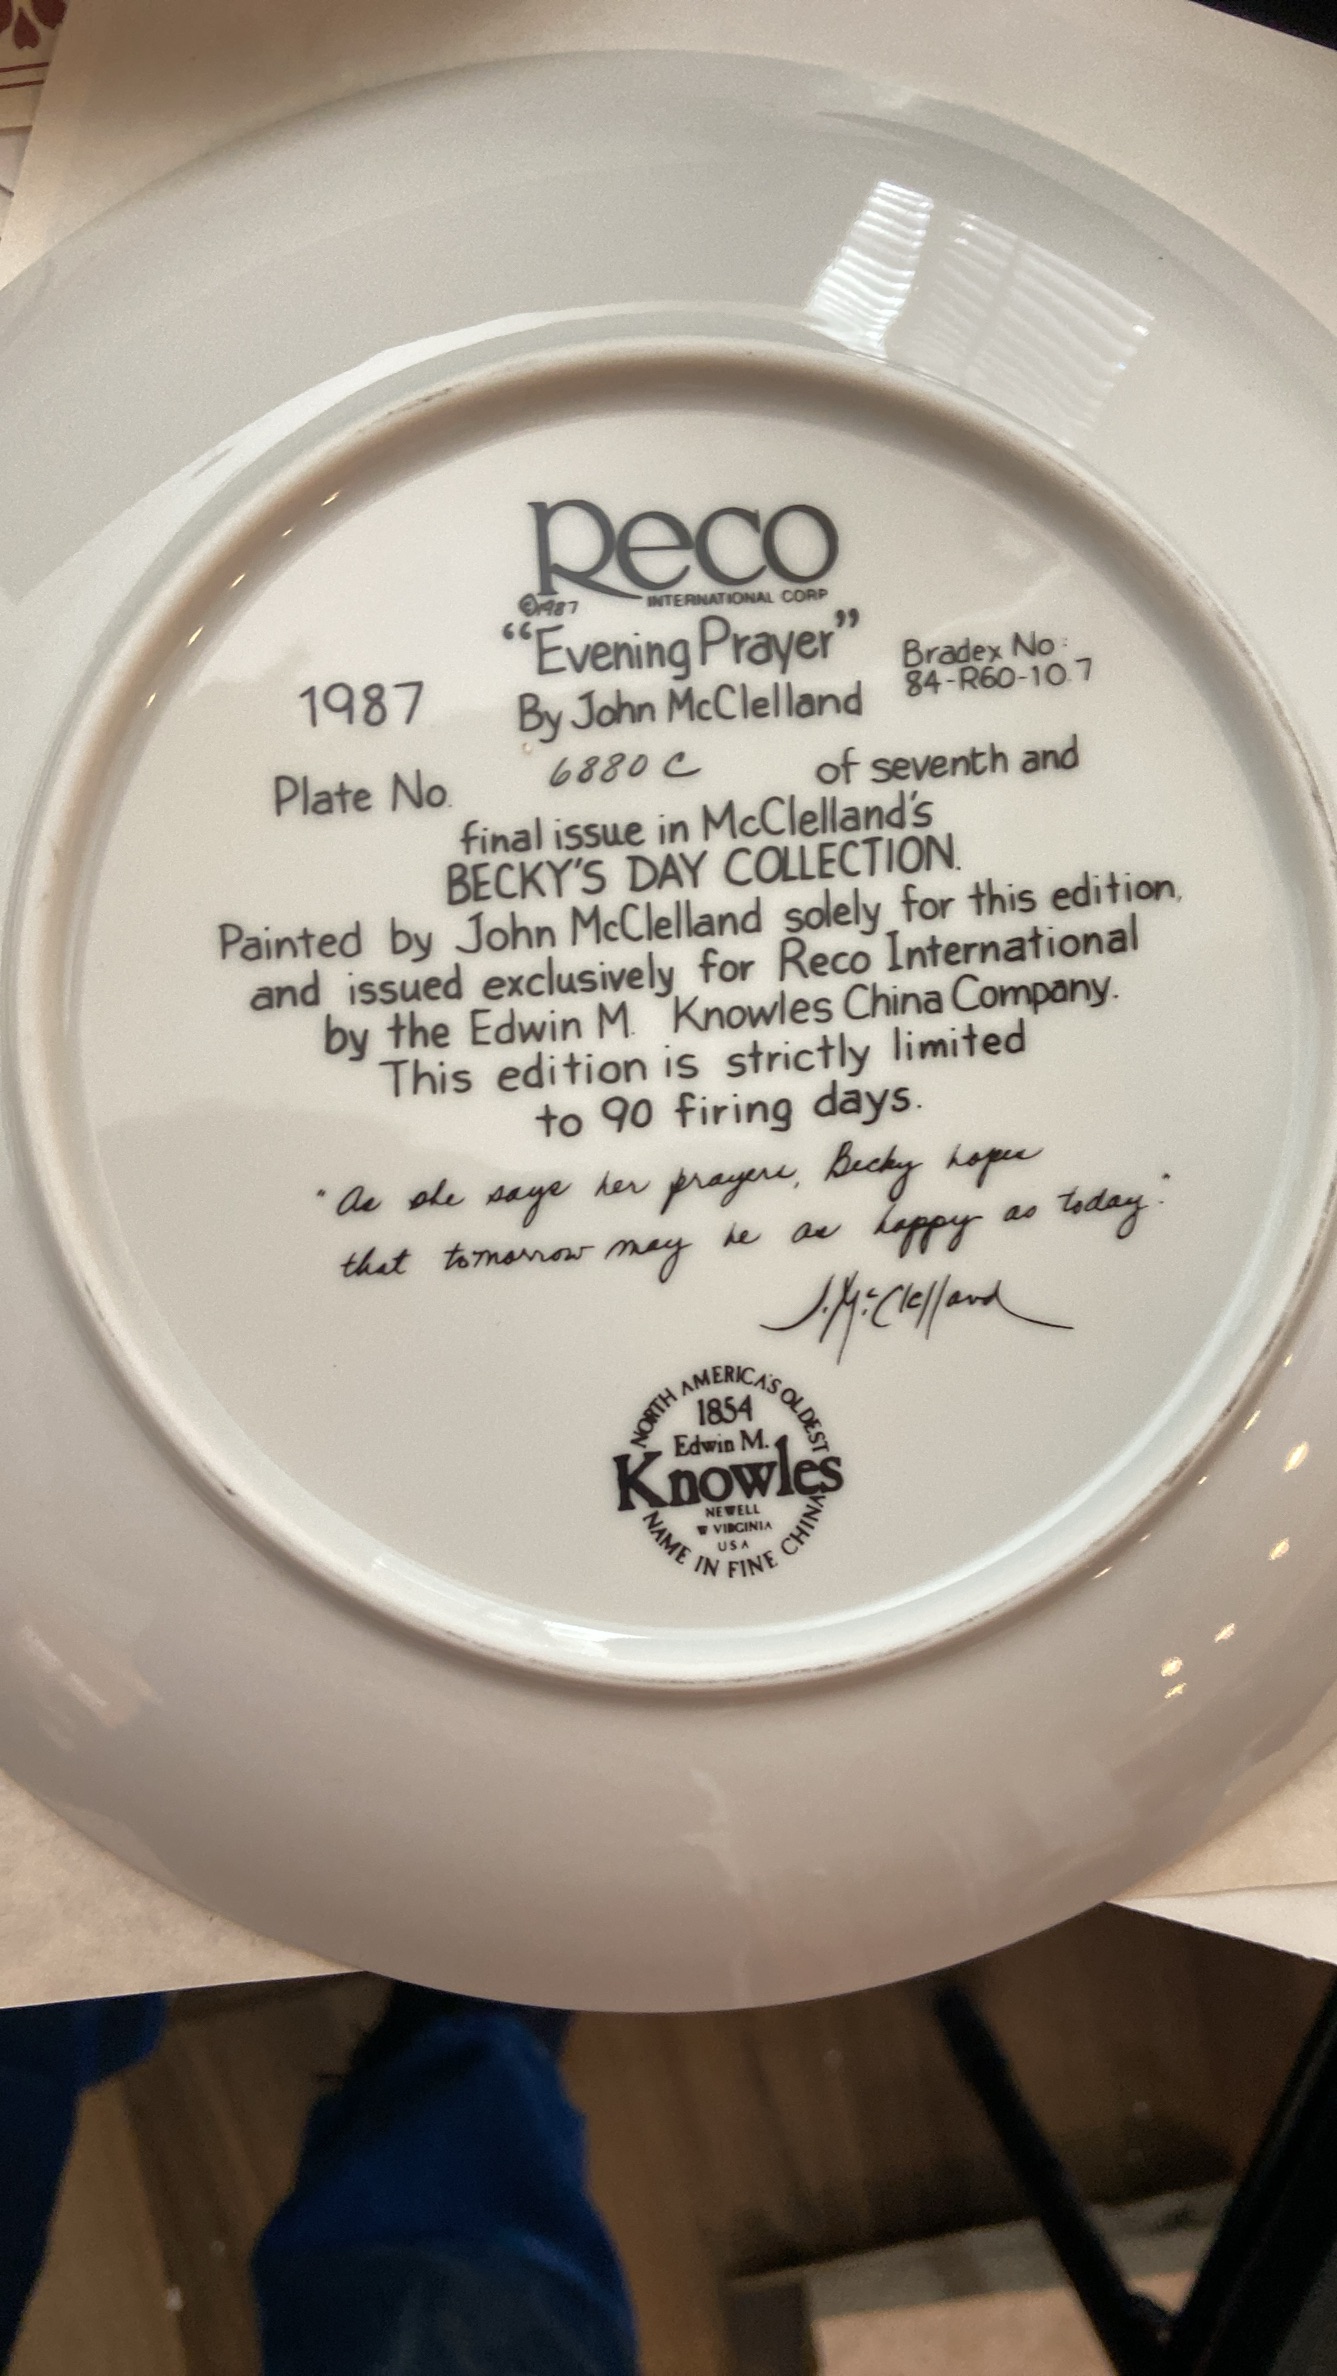 Reco
©1987 INTERNATIONAL CORP
"Evening Prayer"
Bradex No:
84-R60-10.7
1987 By John McClelland
Plate No. 6880 C of seventh and
final issue in McClelland's
BECKY'S DAY COLLECTION.
Painted by John McClelland solely for this edition,
and issued exclusively for Reco International
by the Edwin M. Knowles China Company.
This edition is strictly limited
to 90 firing days.
"As she says her prayers, Becky hopes
that tomorrow may be as happy as today."
J. McClelland
NORTH AMERICA'S OLDEST
1854
Edwin M.
Knowles
NEWELL
W VIRGINIA
USA
NAME IN FINE CHINA